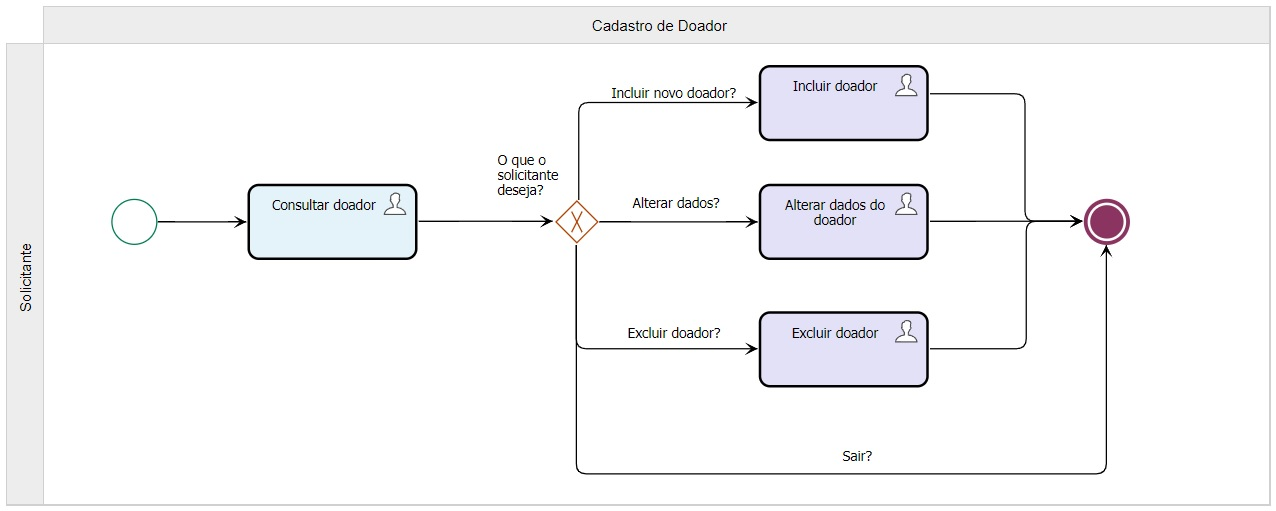 Cadastro de Doador
Solicitante
Consultar doador
O que o
solicitante
deseja?
Incluir novo doador?
Incluir doador
Alterar dados?
Alterar dados do
doador
Excluir doador?
Excluir doador
Sair?